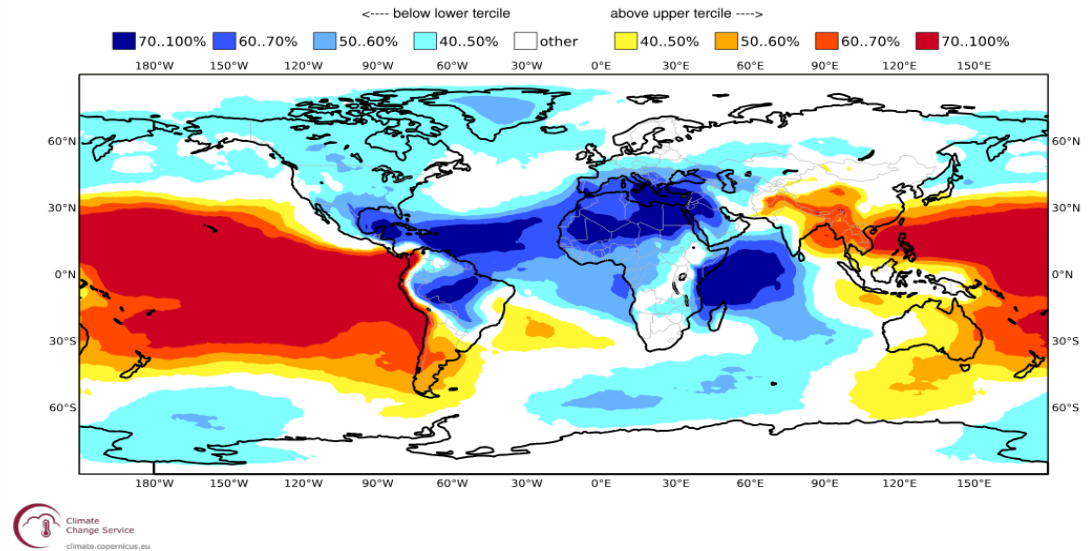 <---- below lower tercile above upper tercile ---->
70..100% 60..70% 50..60% 40..50% other 40..50% 50..60% 60..70% 70..100%
180°W 150°W 120°W 90°W 60°W 30°W 0°E 30°E 60°E 90°E 120°E 150°E
60°N 60°N
30°N 30°N
0°N 0°N
30°S 30°S
60°S 60°S
180°W 150°W 120°W 90°W 60°W 30°W 0°E 30°E 60°E 90°E 120°E 150°E
Climate
Change Service
climate.copernicus.eu